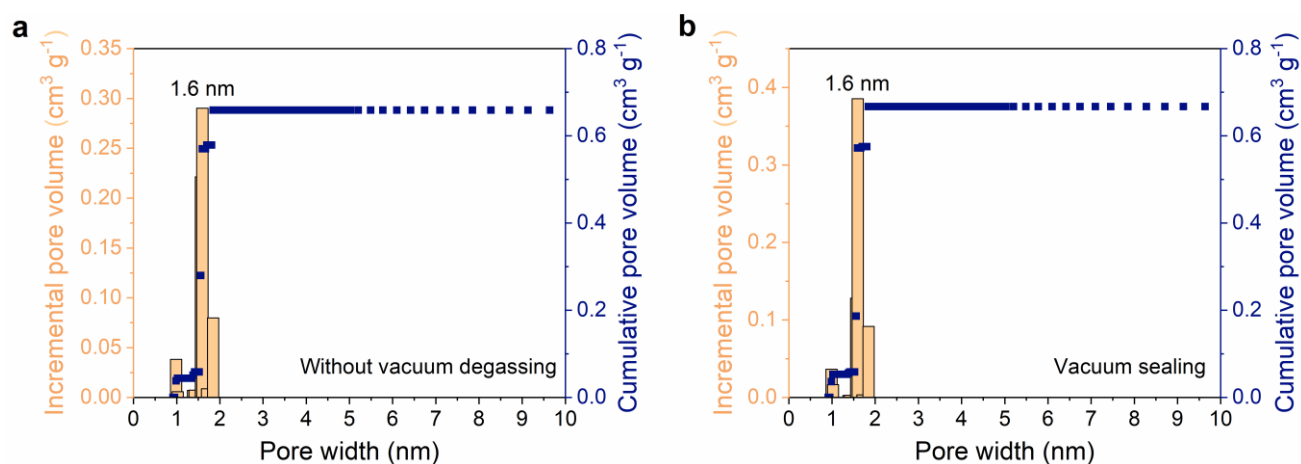 a
Incremental pore volume (cm³ g⁻¹)
0.35
0.30
0.25
0.20
0.15
0.10
0.05
0.00
1.6 nm
Without vacuum degassing
0.8
0.6
0.4
0.2
0.0
Cumulative pore volume (cm³ g⁻¹)
0 1 2 3 4 5 6 7 8 9 10
Pore width (nm)
b
Incremental pore volume (cm³ g⁻¹)
0.4
0.3
0.2
0.1
0.0
1.6 nm
Vacuum sealing
0.8
0.6
0.4
0.2
0.0
Cumulative pore volume (cm³ g⁻¹)
0 1 2 3 4 5 6 7 8 9 10
Pore width (nm)